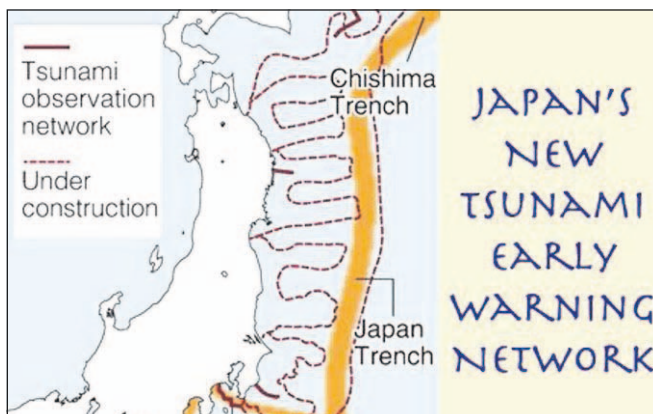 Tsunami
observation
network
Under
construction
Chishima
Trench
Japan
Trench
JAPAN'S
NEW
TSUNAMI
EARLY
WARNING
NETWORK